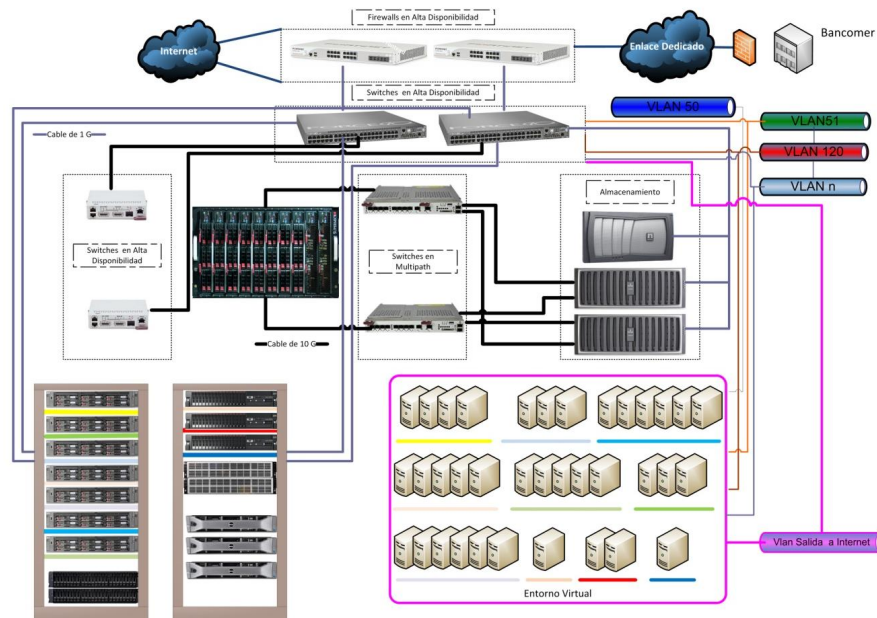 Firewalls en Alta Disponibilidad
Internet
Enlace Dedicado
Bancomer
Switches en Alta Disponibilidad
Cable de 1 G
VLAN 50
VLAN51
VLAN 120
VLAN n
Almacenamiento
Switches en Alta
Disponibilidad
Switches en
Multipath
Cable de 10 G
Vlan Salida a Internet
Entorno Virtual